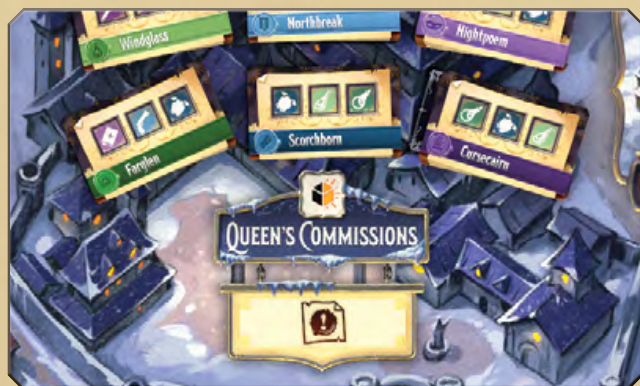 Windglass
Northbreak
Nightpoem
Farglen
Scorchborn
Cursecairn
QUEEN'S COMMISSIONS
!